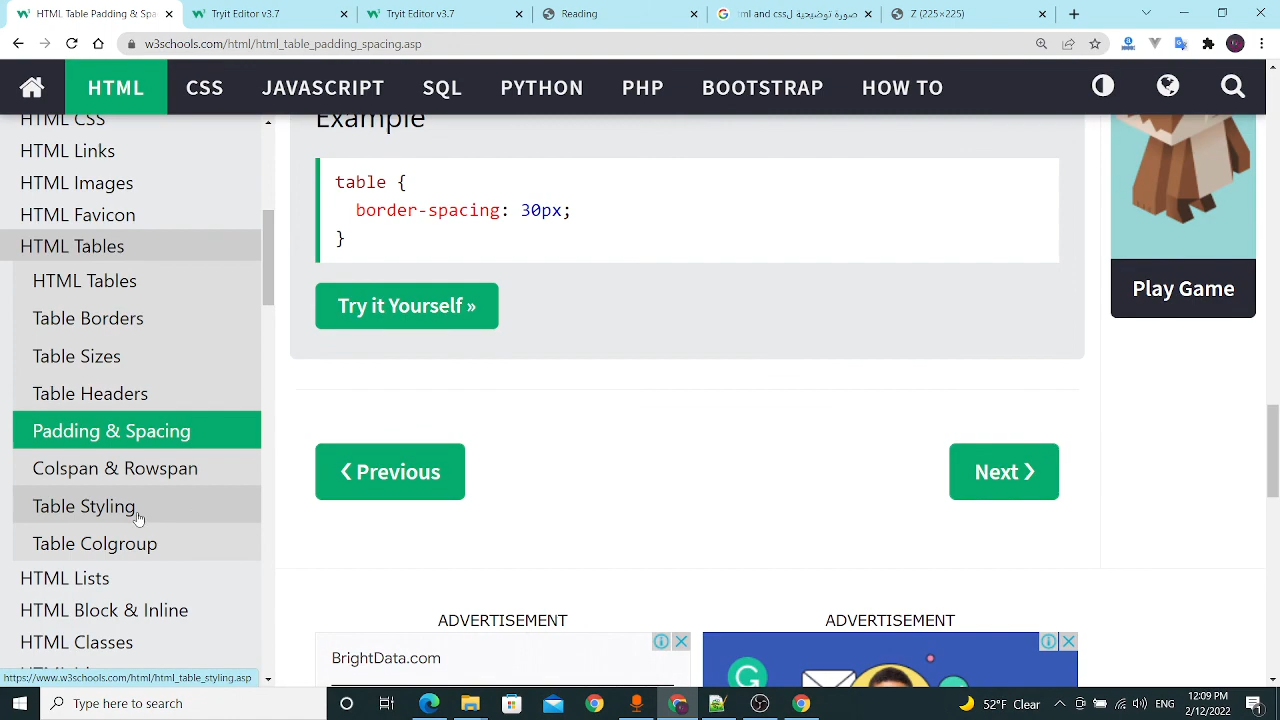 HTML Table Padding & Spa
Tryit Editor v3.7
Tryit Editor v3.7
Reading
صورة توضيحية لـhtml and css
Z (225×225)
w3schools.com/html/html_table_padding_spacing.asp
HTML CSS JAVASCRIPT SQL PYTHON PHP BOOTSTRAP HOW TO
HTML CSS
HTML Links
HTML Images
HTML Favicon
HTML Tables
HTML Tables
Table Borders
Table Sizes
Table Headers
Padding & Spacing
Colspan & Rowspan
Table Styling
Table Colgroup
HTML Lists
HTML Block & Inline
HTML Classes
https://www.w3schools.com/html/html_table_styling.asp
Example
table {
border-spacing: 30px;
}
Try it Yourself »
❮ Previous
Next ❯
Play Game
ADVERTISEMENT
BrightData.com
ADVERTISEMENT
Type here to search
52°F Clear
12:09 PM
2/12/2022